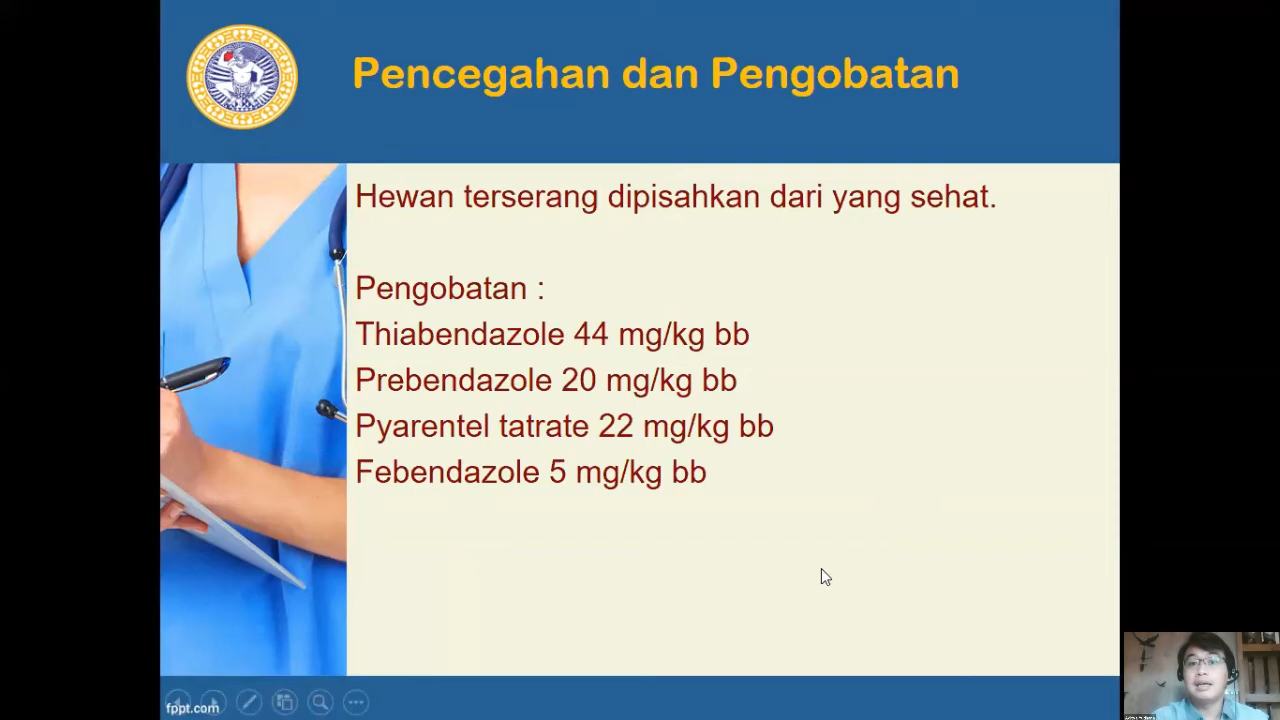 Pencegahan dan Pengobatan
Hewan terserang dipisahkan dari yang sehat.
Pengobatan :
Thiabendazole 44 mg/kg bb
Prebendazole 20 mg/kg bb
Pyarentel tatrate 22 mg/kg bb
Febendazole 5 mg/kg bb
fppt.com